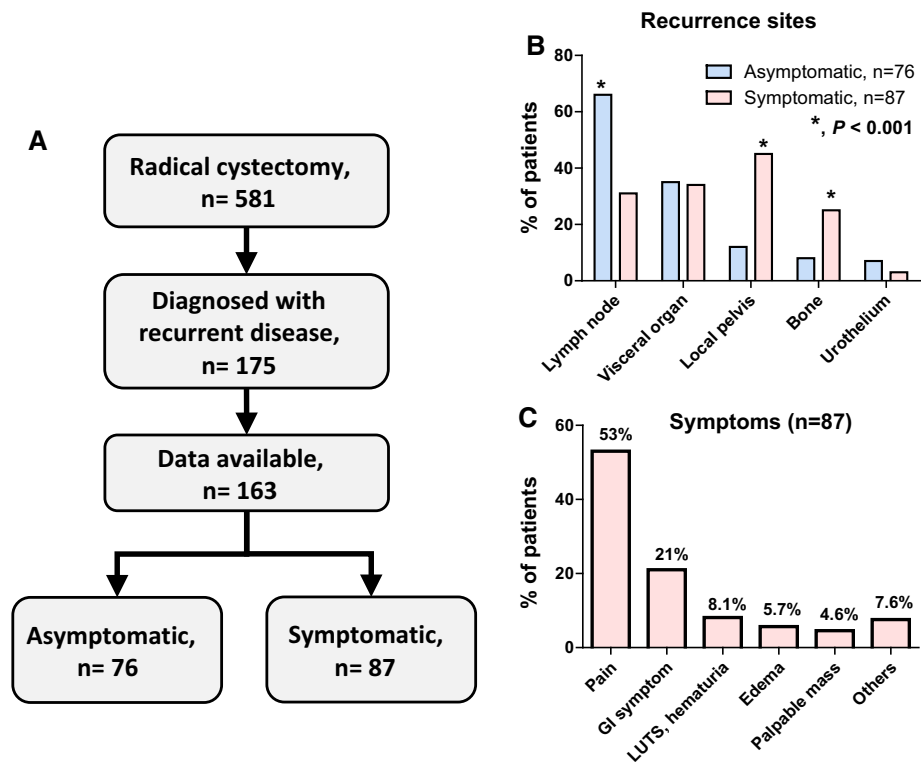 A
Radical cystectomy,
n= 581
Diagnosed with
recurrent disease,
n= 175
Data available,
n= 163
Asymptomatic,
n= 76
Symptomatic,
n= 87
Recurrence sites
B
% of patients
80
60
40
20
0
Asymptomatic, n=76
Symptomatic, n=87
*, P < 0.001
*
*
*
Lymph node
Visceral organ
Local pelvis
Bone
Urothelium
C
Symptoms (n=87)
% of patients
60
40
20
0
53%
21%
8.1%
5.7%
4.6%
7.6%
Pain
GI symptom
LUTS, hematuria
Edema
Palpable mass
Others